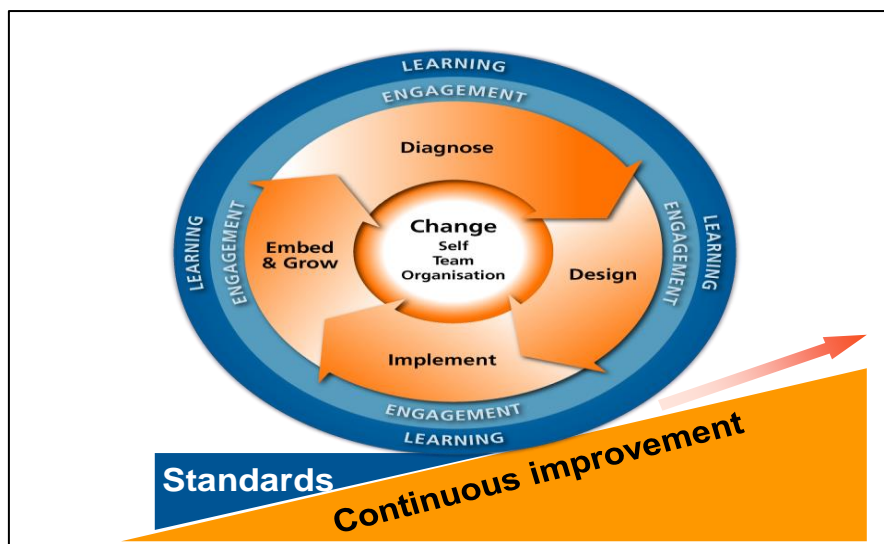 LEARNING
ENGAGEMENT
Diagnose
LEARNING
ENGAGEMENT
Embed
& Grow
Change
Self
Team
Organisation
Design
ENGAGEMENT
LEARNING
Implement
ENGAGEMENT
LEARNING
Standards
Continuous improvement